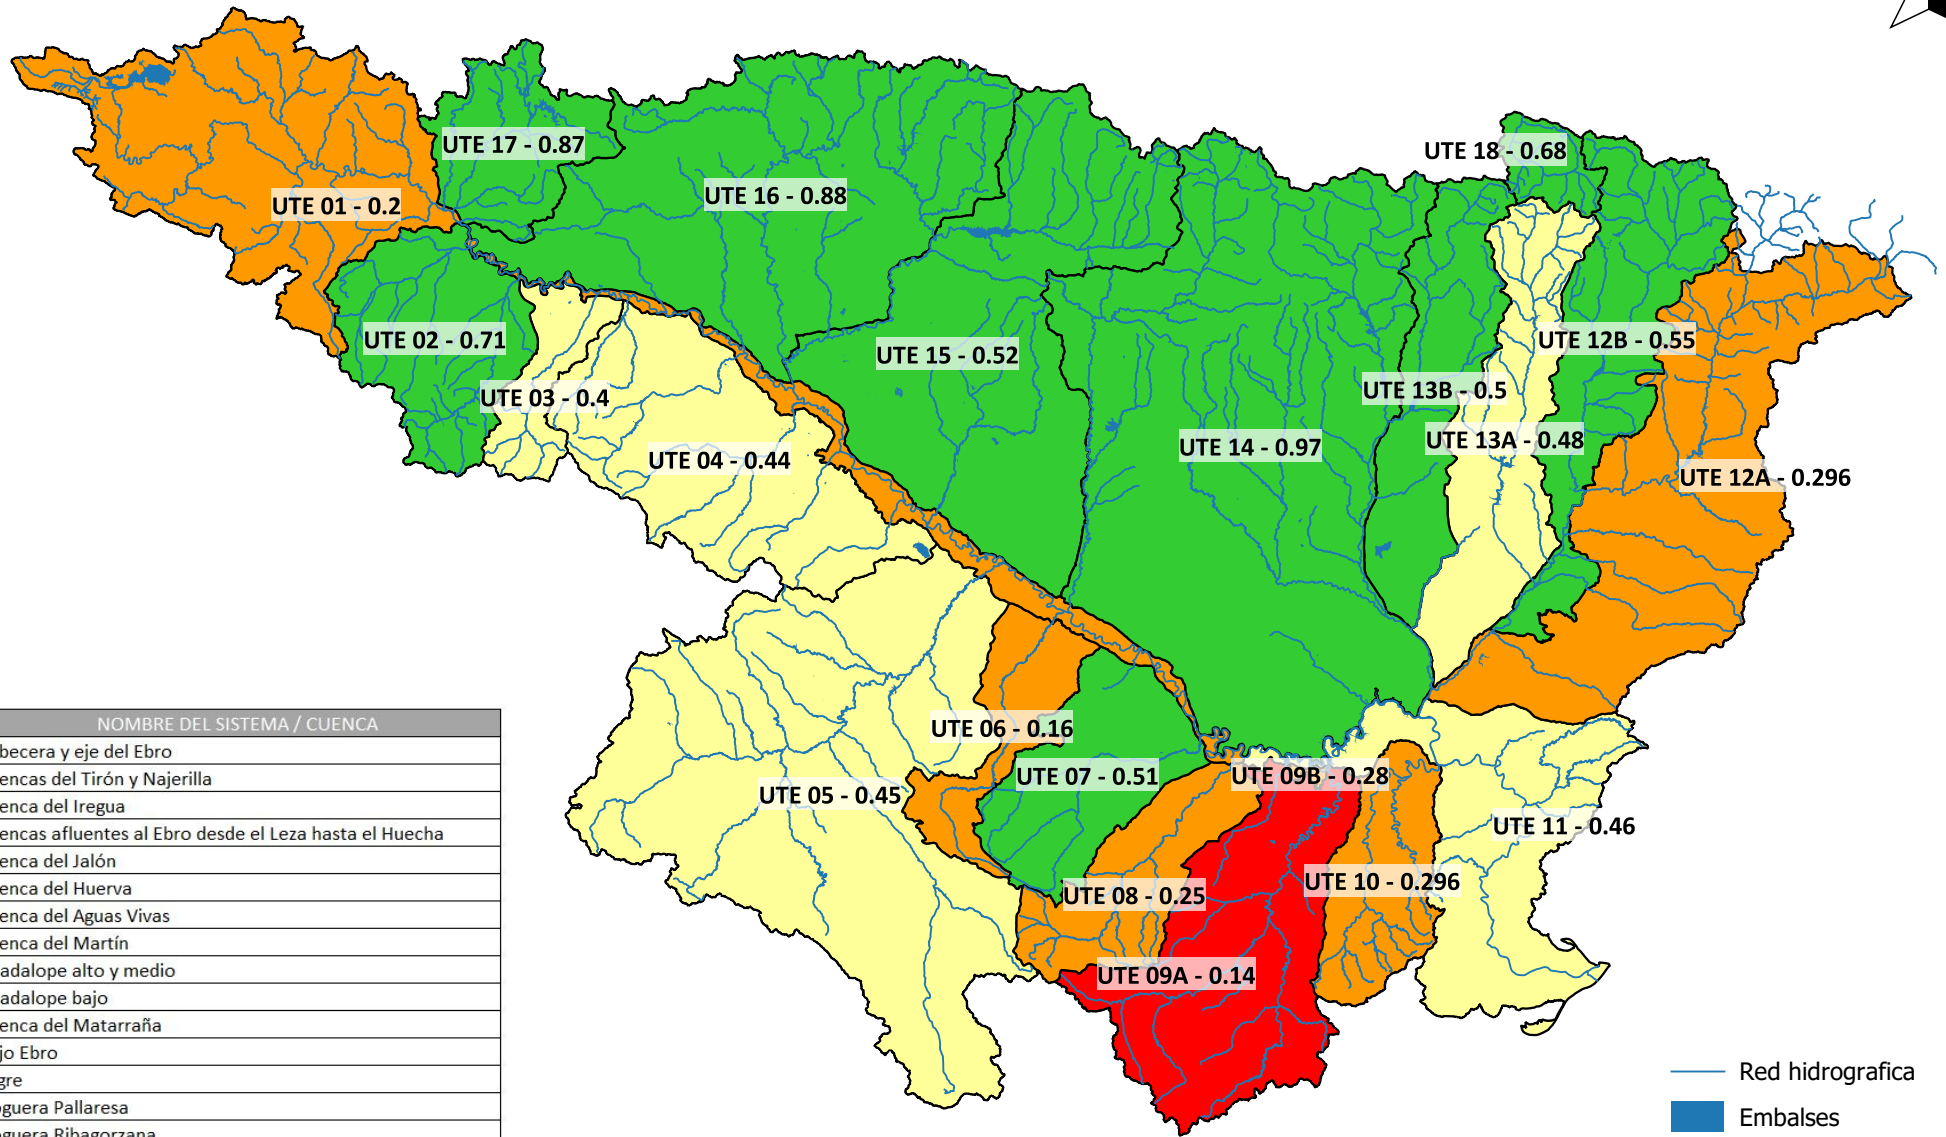 UTE 17 - 0.87
UTE 18 - 0.68
UTE 16 - 0.88
UTE 01 - 0.2
UTE 02 - 0.71
UTE 15 - 0.52
UTE 12B - 0.55
UTE 03 - 0.4
UTE 13B - 0.5
UTE 04 - 0.44
UTE 14 - 0.97
UTE 13A - 0.48
UTE 12A - 0.296
UTE 06 - 0.16
UTE 07 - 0.51
UTE 09B - 0.28
UTE 05 - 0.45
UTE 11 - 0.46
UTE 08 - 0.25
UTE 10 - 0.296
UTE 09A - 0.14
NOMBRE DEL SISTEMA / CUENCA
becera y eje del Ebro
encas del Tirón y Najerilla
enca del Iregua
encas afluentes al Ebro desde el Leza hasta el Huecha
enca del Jalón
enca del Huerva
enca del Aguas Vivas
enca del Martín
adalope alto y medio
adalope bajo
enca del Matarraña
jo Ebro
gre
guera Pallaresa
guera Ribagorzana
Red hidrografica
Embalses